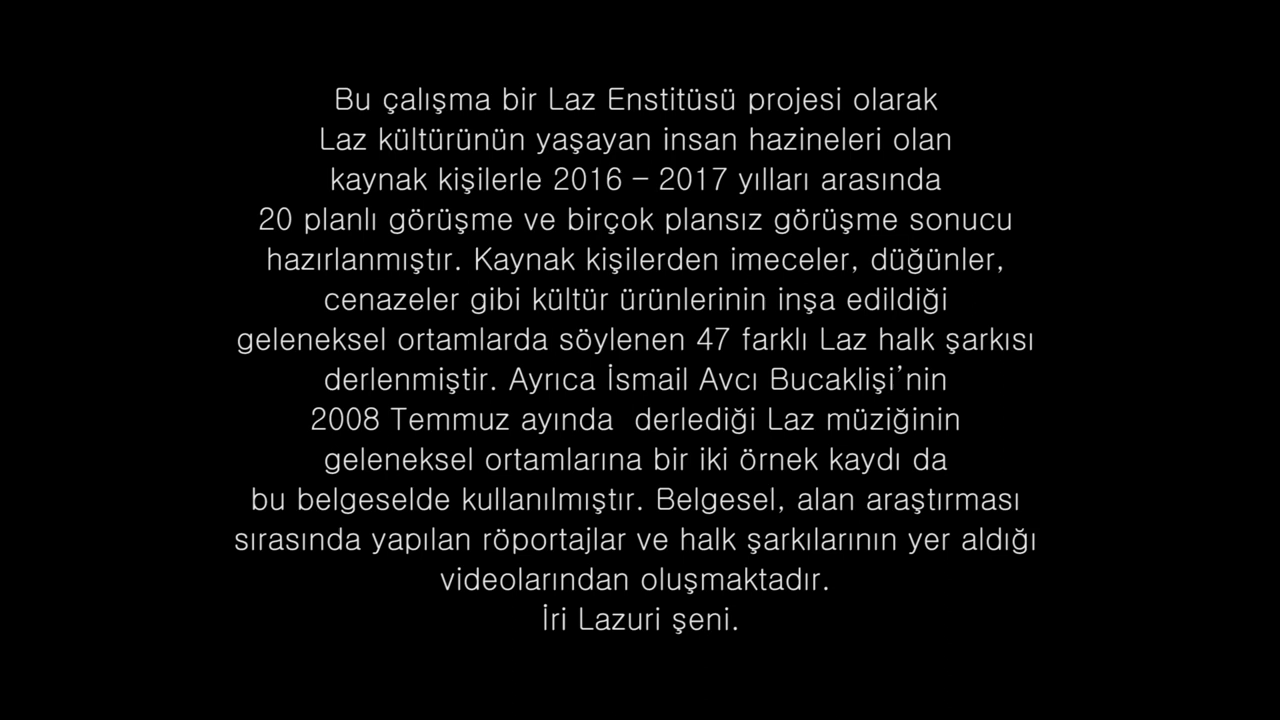 Bu çalışma bir Laz Enstitüsü projesi olarak
Laz kültürünün yaşayan insan hazineleri olan
kaynak kişilerle 2016 – 2017 yılları arasında
20 planlı görüşme ve birçok plansız görüşme sonucu
hazırlanmıştır. Kaynak kişilerden imeceler, düğünler,
cenazeler gibi kültür ürünlerinin inşa edildiği
geleneksel ortamlarda söylenen 47 farklı Laz halk şarkısı
derlenmiştir. Ayrıca İsmail Avcı Bucaklişi’nin
2008 Temmuz ayında  derlediği Laz müziğinin
geleneksel ortamlarına bir iki örnek kaydı da
bu belgeselde kullanılmıştır. Belgesel, alan araştırması
sırasında yapılan röportajlar ve halk şarkılarının yer aldığı
videolarından oluşmaktadır.
İri Lazuri şeni.